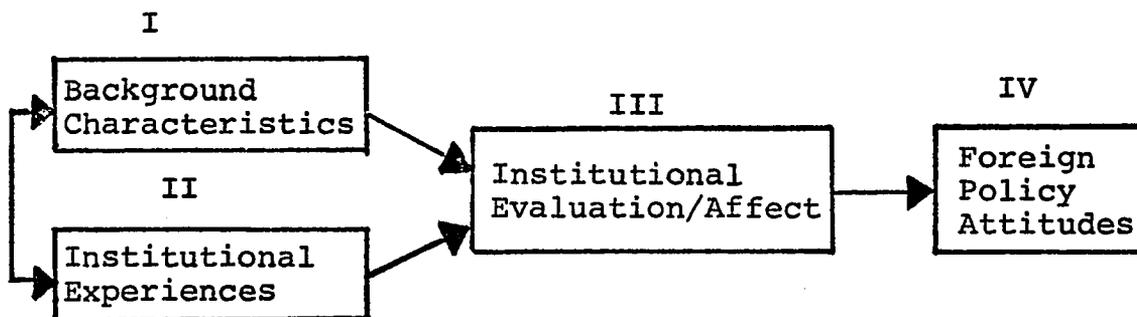 I
Background
Characteristics
II
Institutional
Experiences
III
Institutional
Evaluation/Affect
IV
Foreign
Policy
Attitudes